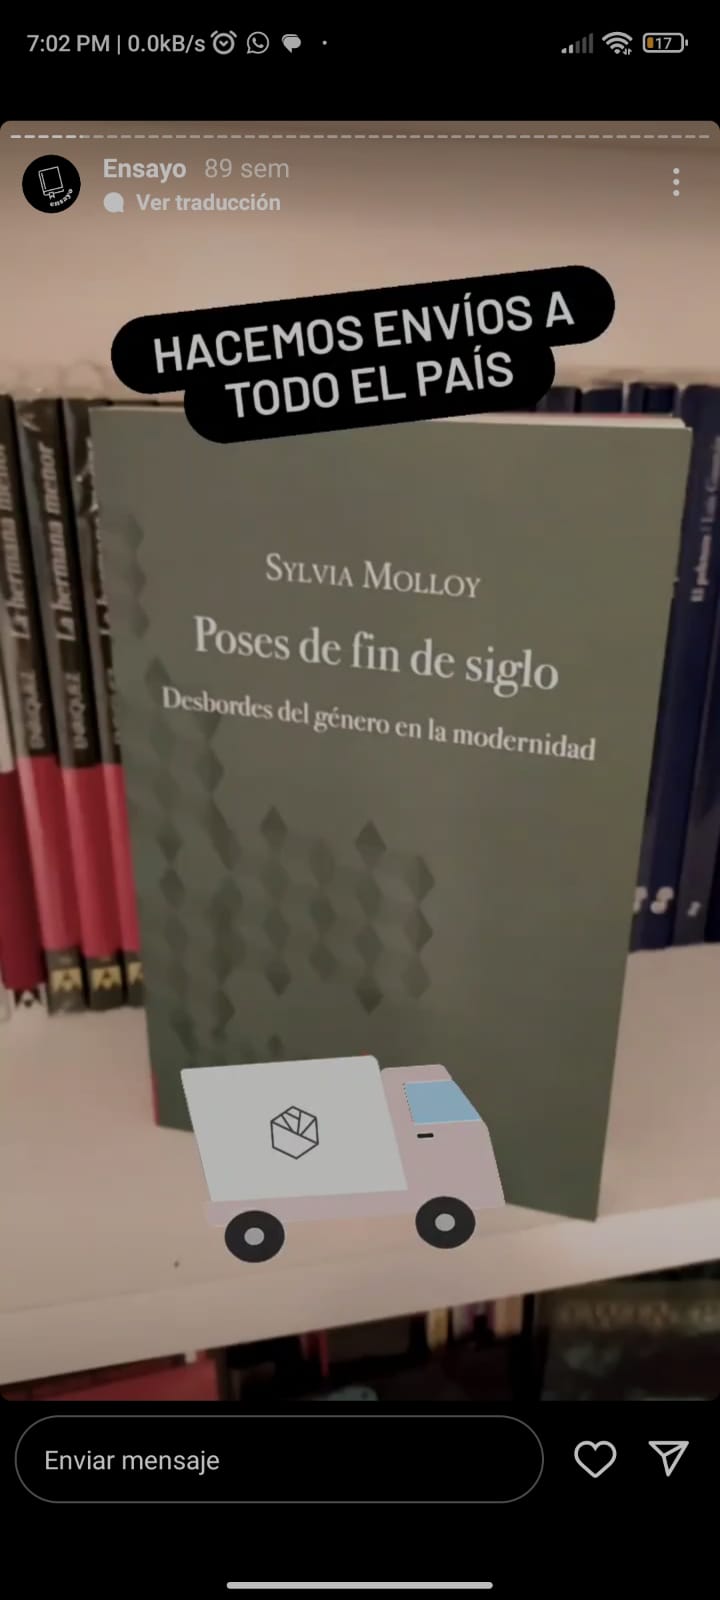 7:02 PM | 0.0kB/s
17
Ensayo 89 sem
Ver traducción
ensayo
HACEMOS ENVÍOS A
TODO EL PAÍS
SYLVIA MOLLOY
Poses de fin de siglo
Desbordes del género en la modernidad
La hermana menor
La hermana menor
Enviar mensaje